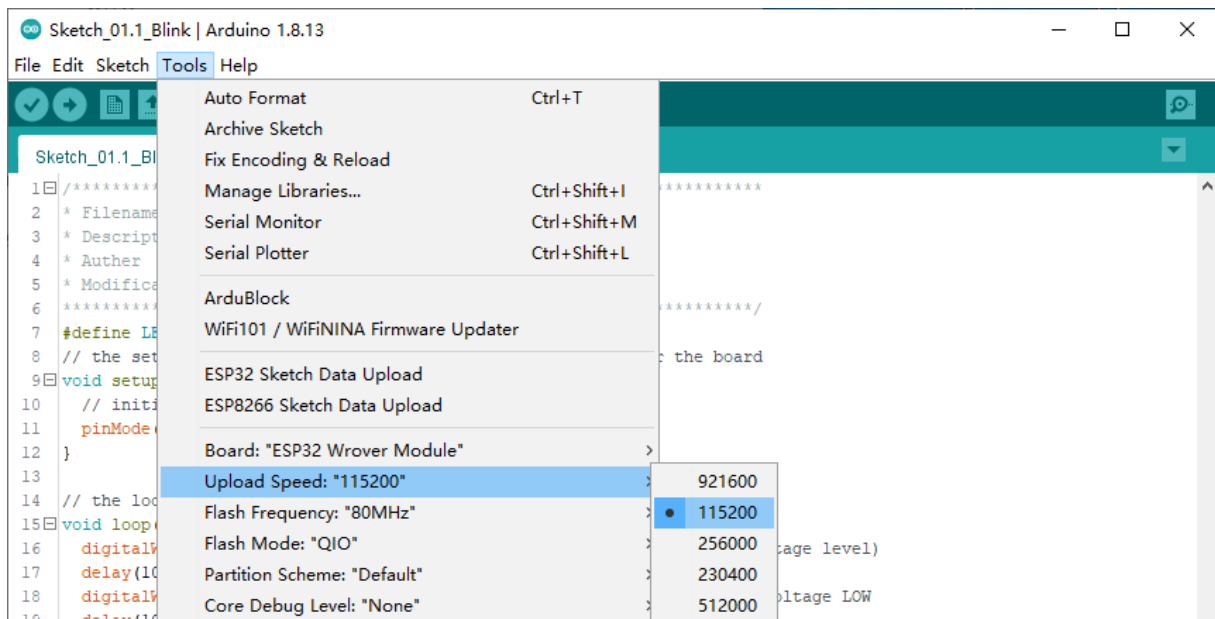 Sketch_01.1_Blink | Arduino 1.8.13
File Edit Sketch Tools Help
Sketch_01.1_Bl
Auto Format Ctrl+T
Archive Sketch
Fix Encoding & Reload
Manage Libraries... Ctrl+Shift+I
Serial Monitor Ctrl+Shift+M
Serial Plotter Ctrl+Shift+L
ArduBlock
WiFi101 / WiFiNINA Firmware Updater
ESP32 Sketch Data Upload
ESP8266 Sketch Data Upload
Board: "ESP32 Wrover Module"
Upload Speed: "115200"
Flash Frequency: "80MHz"
Flash Mode: "QIO"
Partition Scheme: "Default"
Core Debug Level: "None"
921600
115200
256000
230400
512000
1 /********* ***********
2 * Filename
3 * Descript
4 * Auther
5 * Modifica
6 ********** **********/
7 #define LE
8 // the set r the board
9 void setup
10 // initi
11 pinMode(
12 }
13
14 // the loo
15 void loop(
16 digitalW tage level)
17 delay(10
18 digitalW oltage LOW
19 delay(10